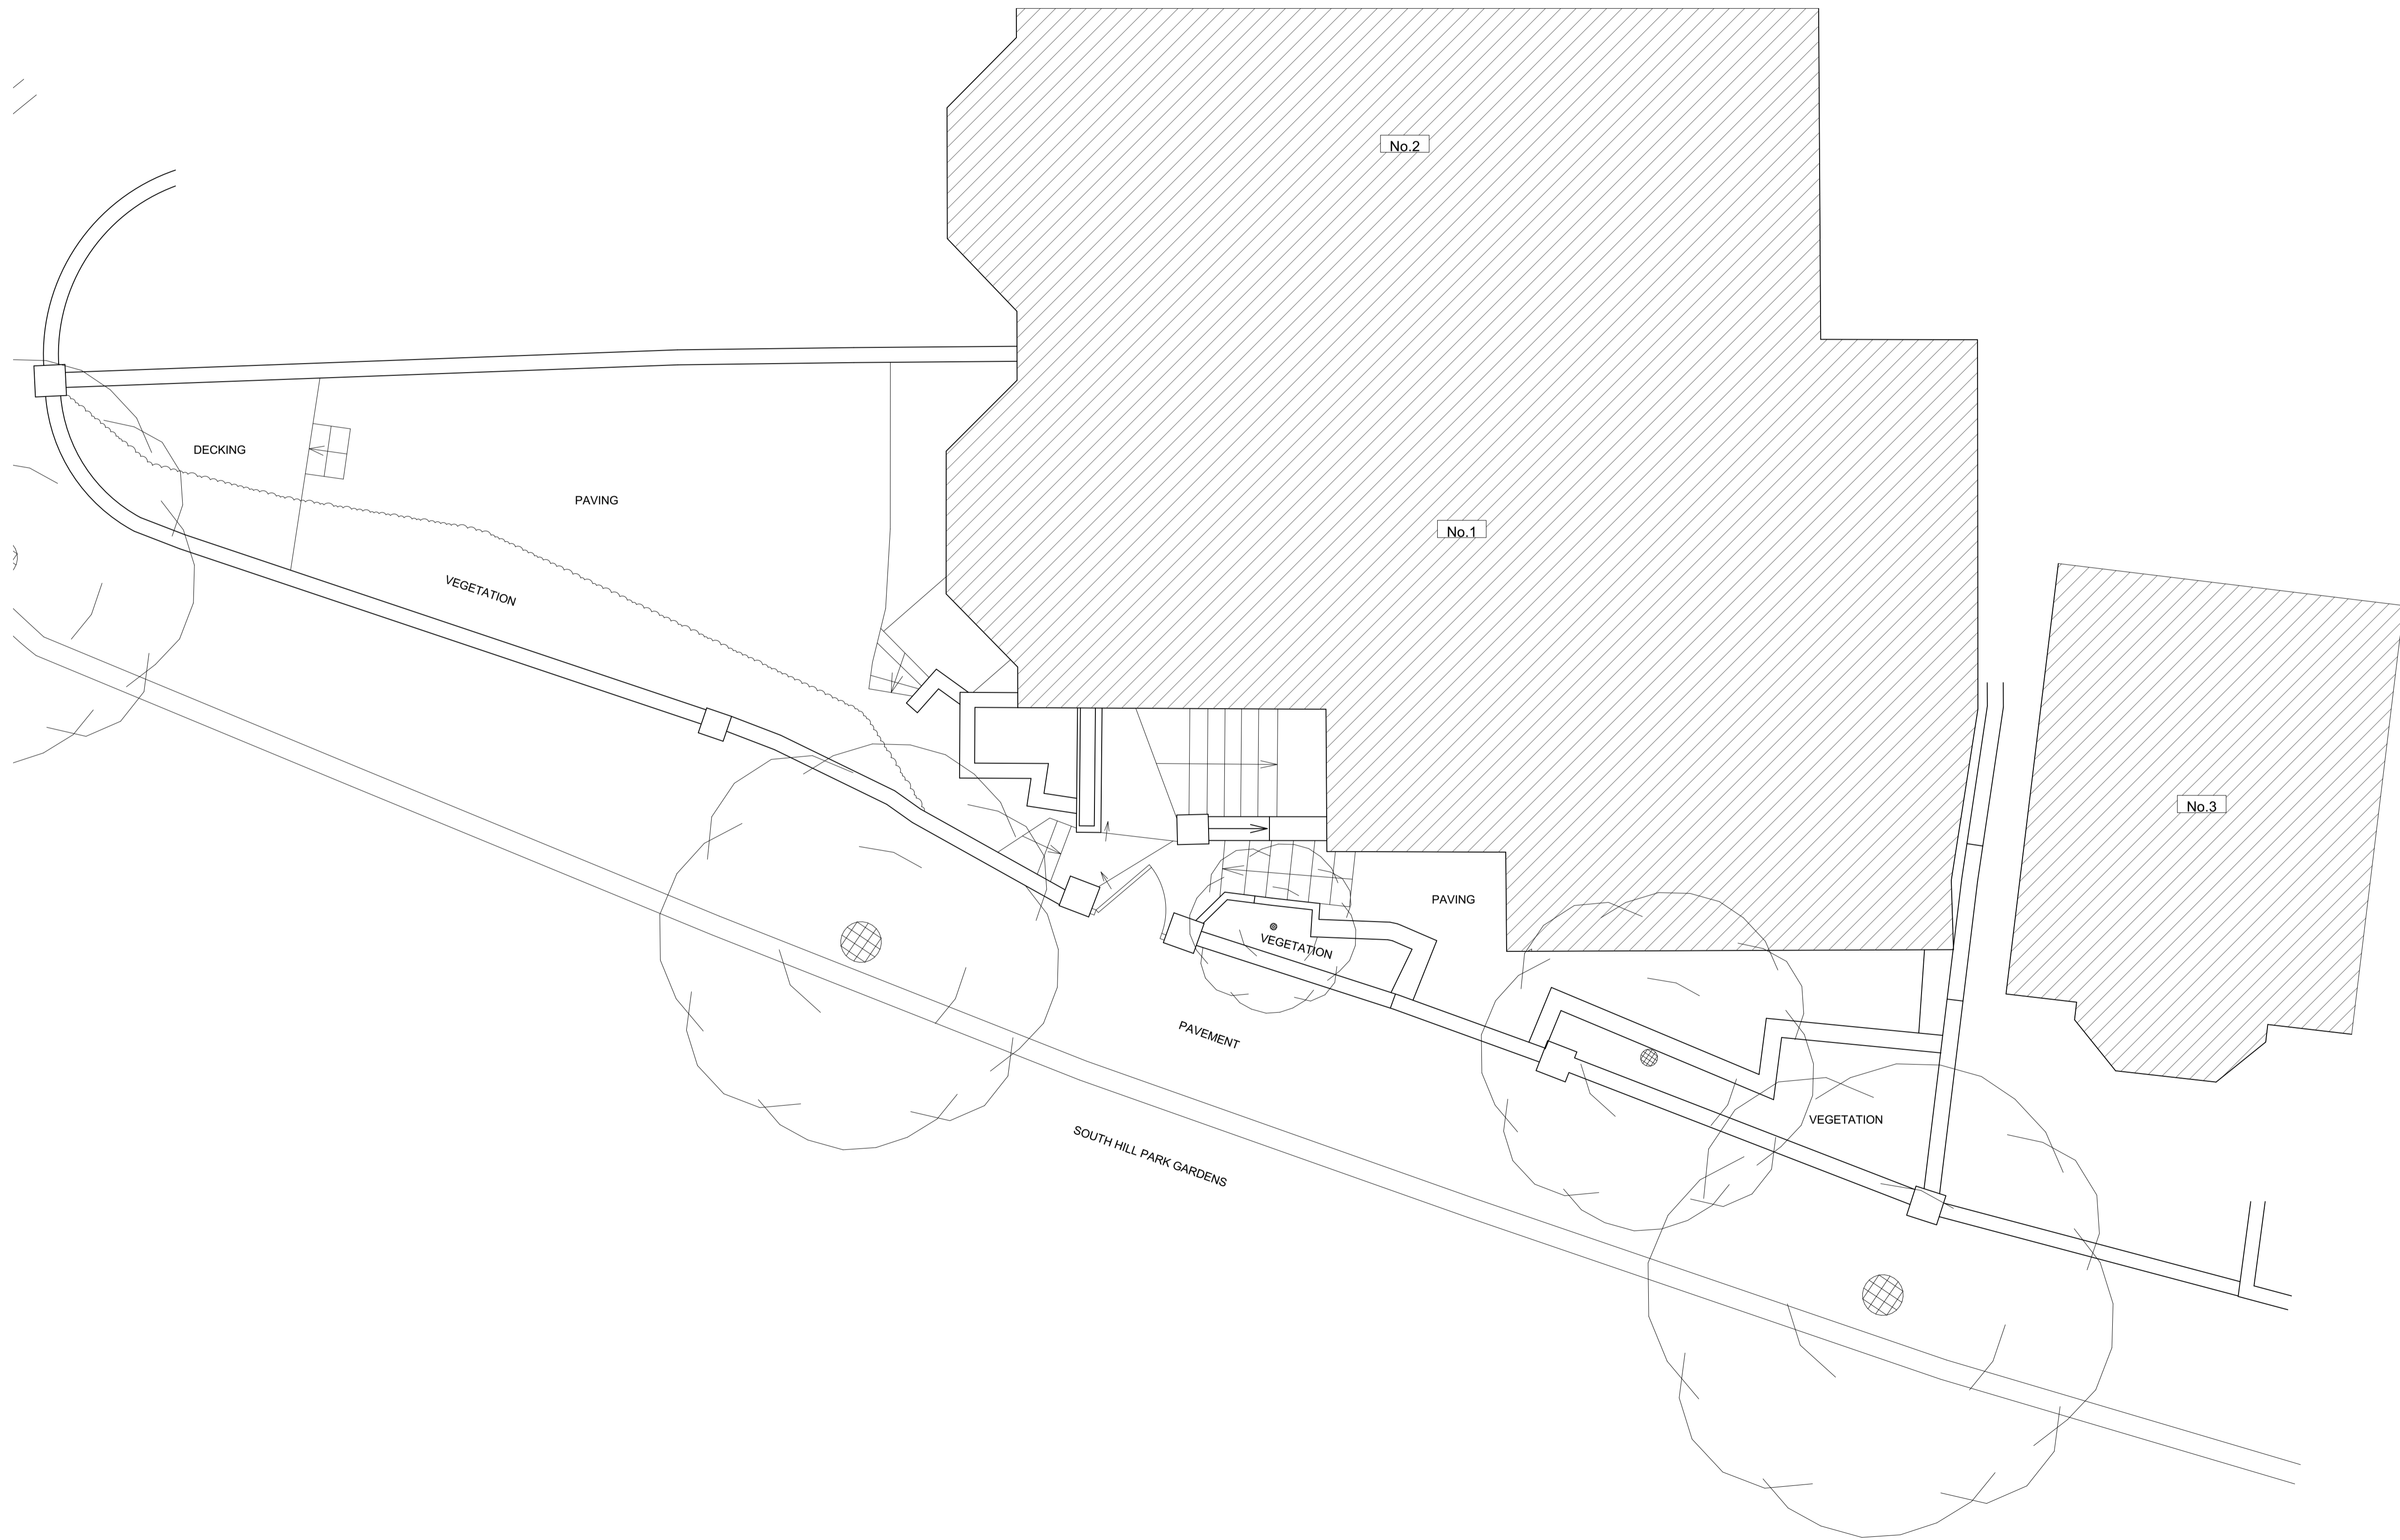 No.2
DECKING
PAVING
No.1
VEGETATION
No.3
PAVING
VEGETATION
PAVEMENT
VEGETATION
SOUTH HILL PARK GARDENS